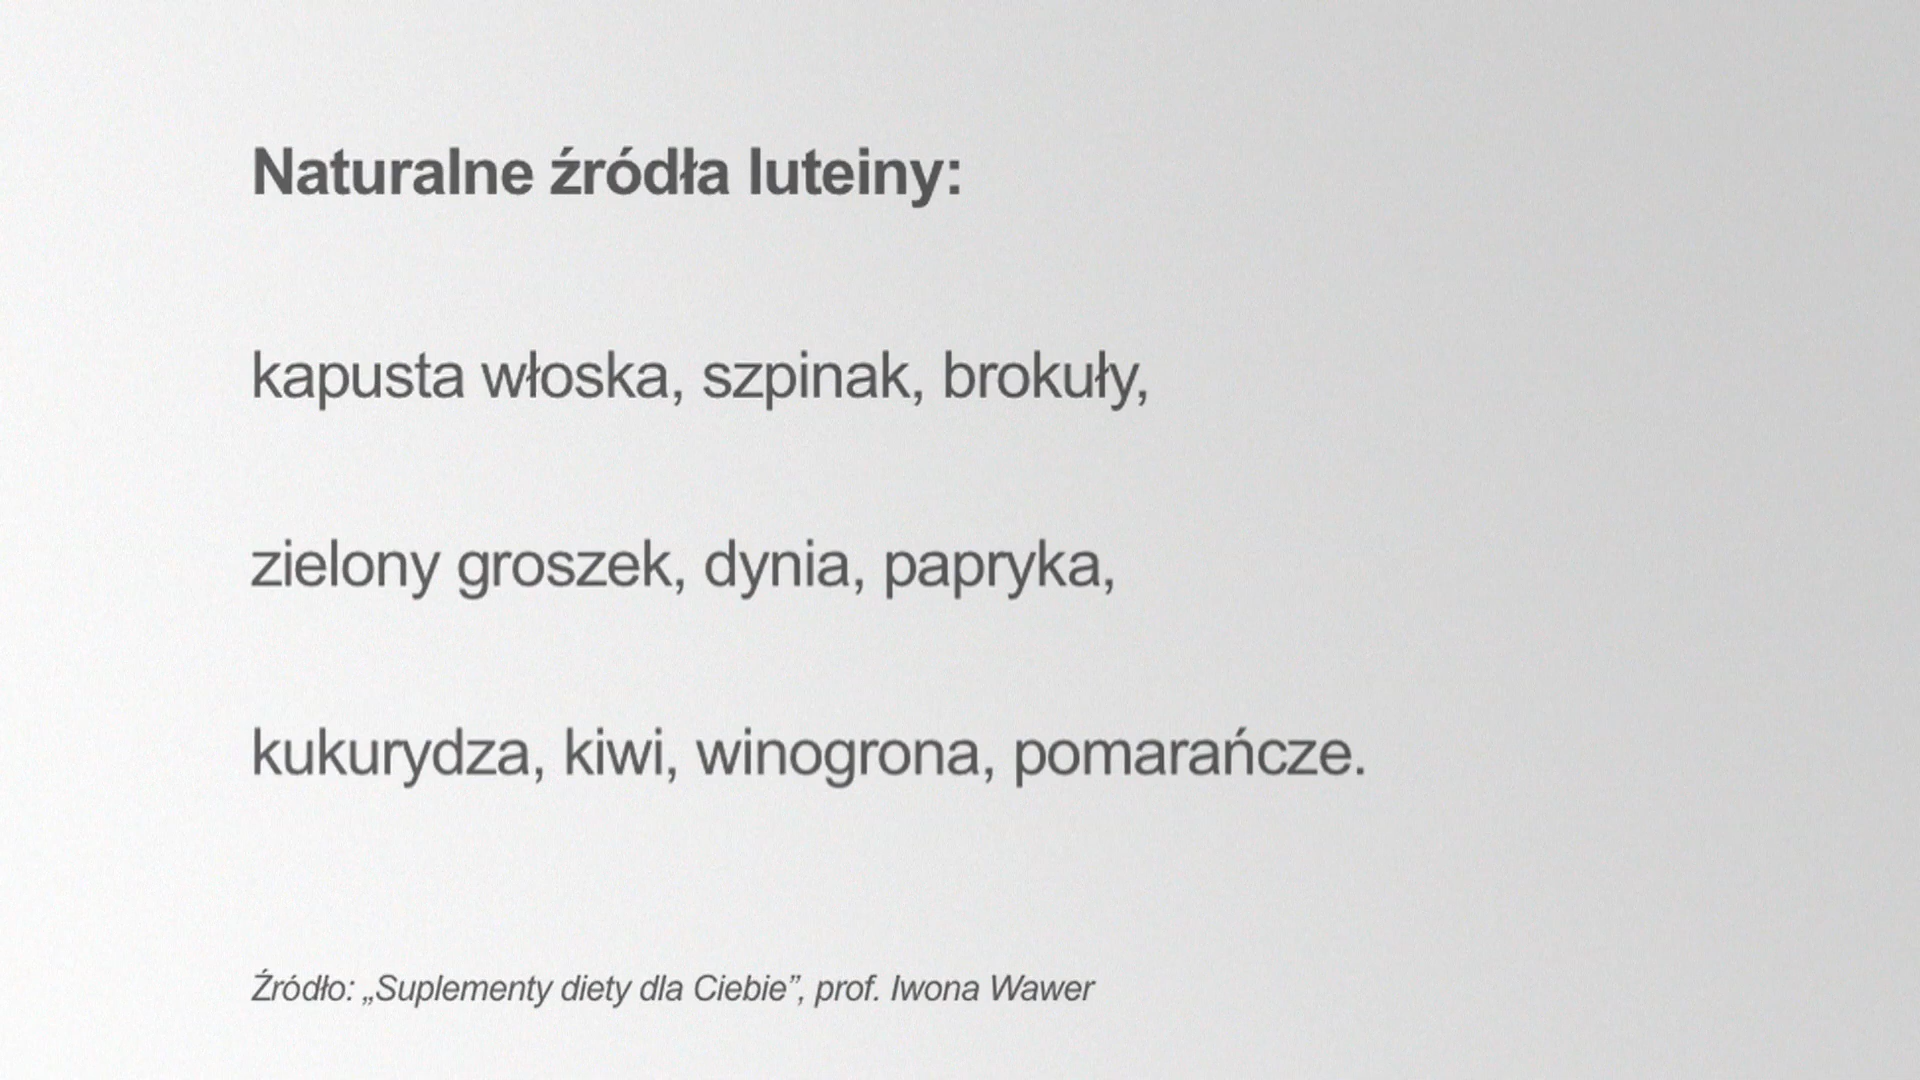 Naturalne źródła luteiny:
kapusta włoska, szpinak, brokuły,
zielony groszek, dynia, papryka,
kukurydza, kiwi, winogrona, pomarańcze.
Źródło: „Suplementy diety dla Ciebie”, prof. Iwona Wawer